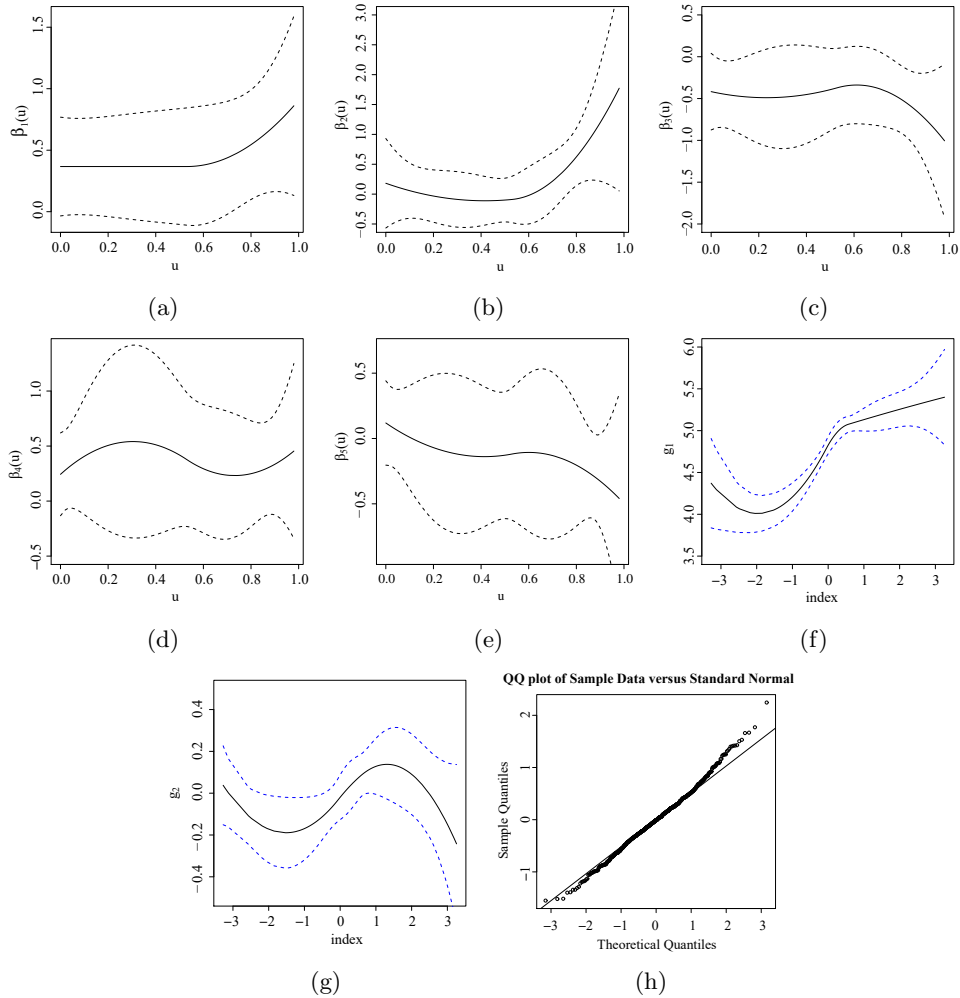 β₁(u)
0.0 0.5 1.0 1.5
0.0 0.2 0.4 0.6 0.8 1.0
u
(a)
β₂(u)
−0.5 0.0 0.5 1.0 1.5 2.0 2.5 3.0
0.0 0.2 0.4 0.6 0.8 1.0
u
(b)
β₃(u)
−2.0 −1.5 −1.0 −0.5 0.0 0.5
0.0 0.2 0.4 0.6 0.8 1.0
u
(c)
β₄(u)
−0.5 0.0 0.5 1.0
0.0 0.2 0.4 0.6 0.8 1.0
u
(d)
β₅(u)
−0.5 0.0 0.5
0.0 0.2 0.4 0.6 0.8 1.0
u
(e)
g₁
3.5 4.0 4.5 5.0 5.5 6.0
−3 −2 −1 0 1 2 3
index
(f)
g₂
−0.4 −0.2 0.0 0.2 0.4
−3 −2 −1 0 1 2 3
index
(g)
QQ plot of Sample Data versus Standard Normal
Sample Quantiles
−1 0 1 2
−3 −2 −1 0 1 2 3
Theoretical Quantiles
(h)